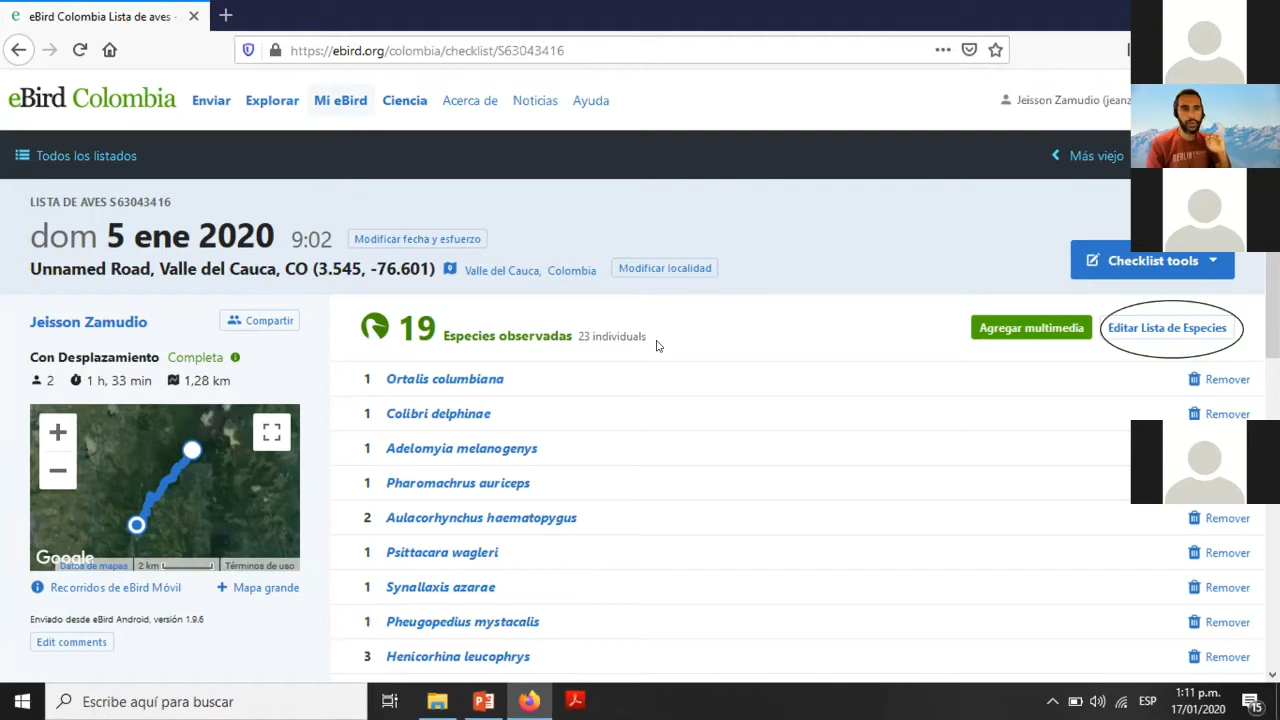 eBird Colombia Lista de aves -
https://ebird.org/colombia/checklist/S63043416
eBird Colombia Enviar Explorar Mi eBird Ciencia Acerca de Noticias Ayuda Jeisson Zamudio (jeanz
Todos los listados Más viejo
LISTA DE AVES S63043416
dom 5 ene 2020 9:02 Modificar fecha y esfuerzo
Unnamed Road, Valle del Cauca, CO (3.545, -76.601) Valle del Cauca, Colombia Modificar localidad
Checklist tools
Jeisson Zamudio Compartir
Con Desplazamiento Completa
2 1 h, 33 min 1,28 km
Google Datos de mapas 2 km Términos de uso
Recorridos de eBird Móvil + Mapa grande
Enviado desde eBird Android, versión 1.9.6
Edit comments
19 Especies observadas 23 individuals Agregar multimedia Editar Lista de Especies
1 Ortalis columbiana Remover
1 Colibri delphinae Remover
1 Adelomyia melanogenys
1 Pharomachrus auriceps
2 Aulacorhynchus haematopygus Remover
1 Psittacara wagleri Remover
1 Synallaxis azarae Remover
1 Pheugopedius mystacalis Remover
3 Henicorhina leucophrys Remover
BERLIN
Escribe aquí para buscar
ESP
1:11 p.m.
17/01/2020
15